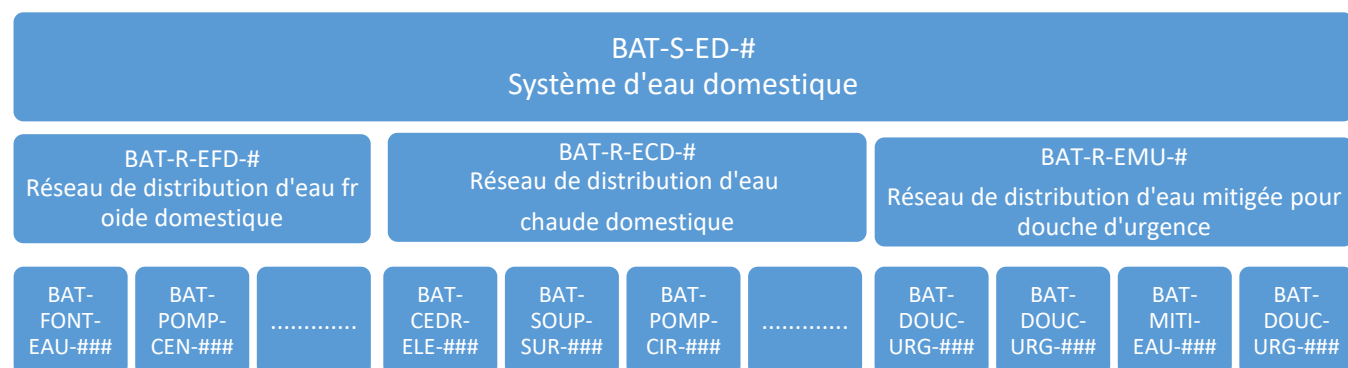 BAT-S-ED-#
Système d'eau domestique
BAT-R-EFD-#
Réseau de distribution d'eau fr
oide domestique
BAT-R-ECD-#
Réseau de distribution d'eau
chaude domestique
BAT-R-EMU-#
Réseau de distribution d'eau mitigée pour
douche d'urgence
BAT-
FONT-
EAU-###
BAT-
POMP-
CEN-###
.............
BAT-
CEDR-
ELE-###
BAT-
SOUP-
SUR-###
BAT-
POMP-
CIR-###
.............
BAT-
DOUC-
URG-###
BAT-
DOUC-
URG-###
BAT-
MITI-
EAU-###
BAT-
DOUC-
URG-###